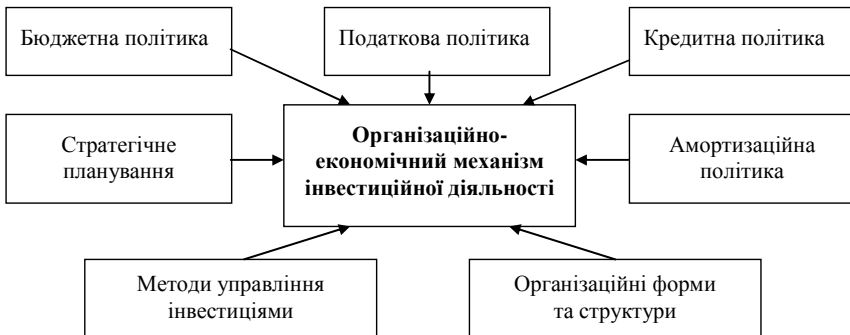 Бюджетна політика
Податкова політика
Кредитна політика
Стратегічне
планування
Організаційно-
економічний механізм
інвестиційної діяльності
Амортизаційна
політика
Методи управління
інвестиціями
Організаційні форми
та структури